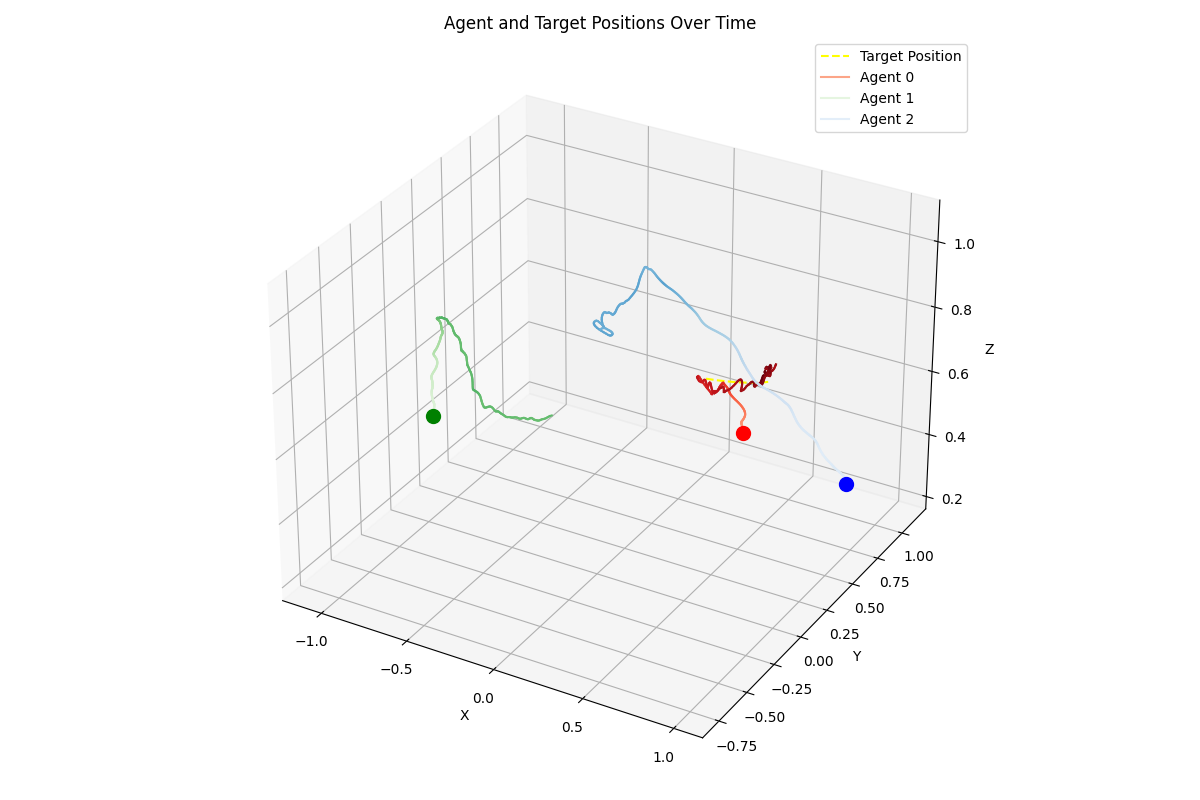 Agent and Target Positions Over Time
Target Position
Agent 0
Agent 1
Agent 2
1.0
0.8
Z
0.6
0.4
0.2
1.00
0.75
0.50
0.25
0.00
Y
−0.25
−0.50
−0.75
−1.0
−0.5
0.0
X
0.5
1.0